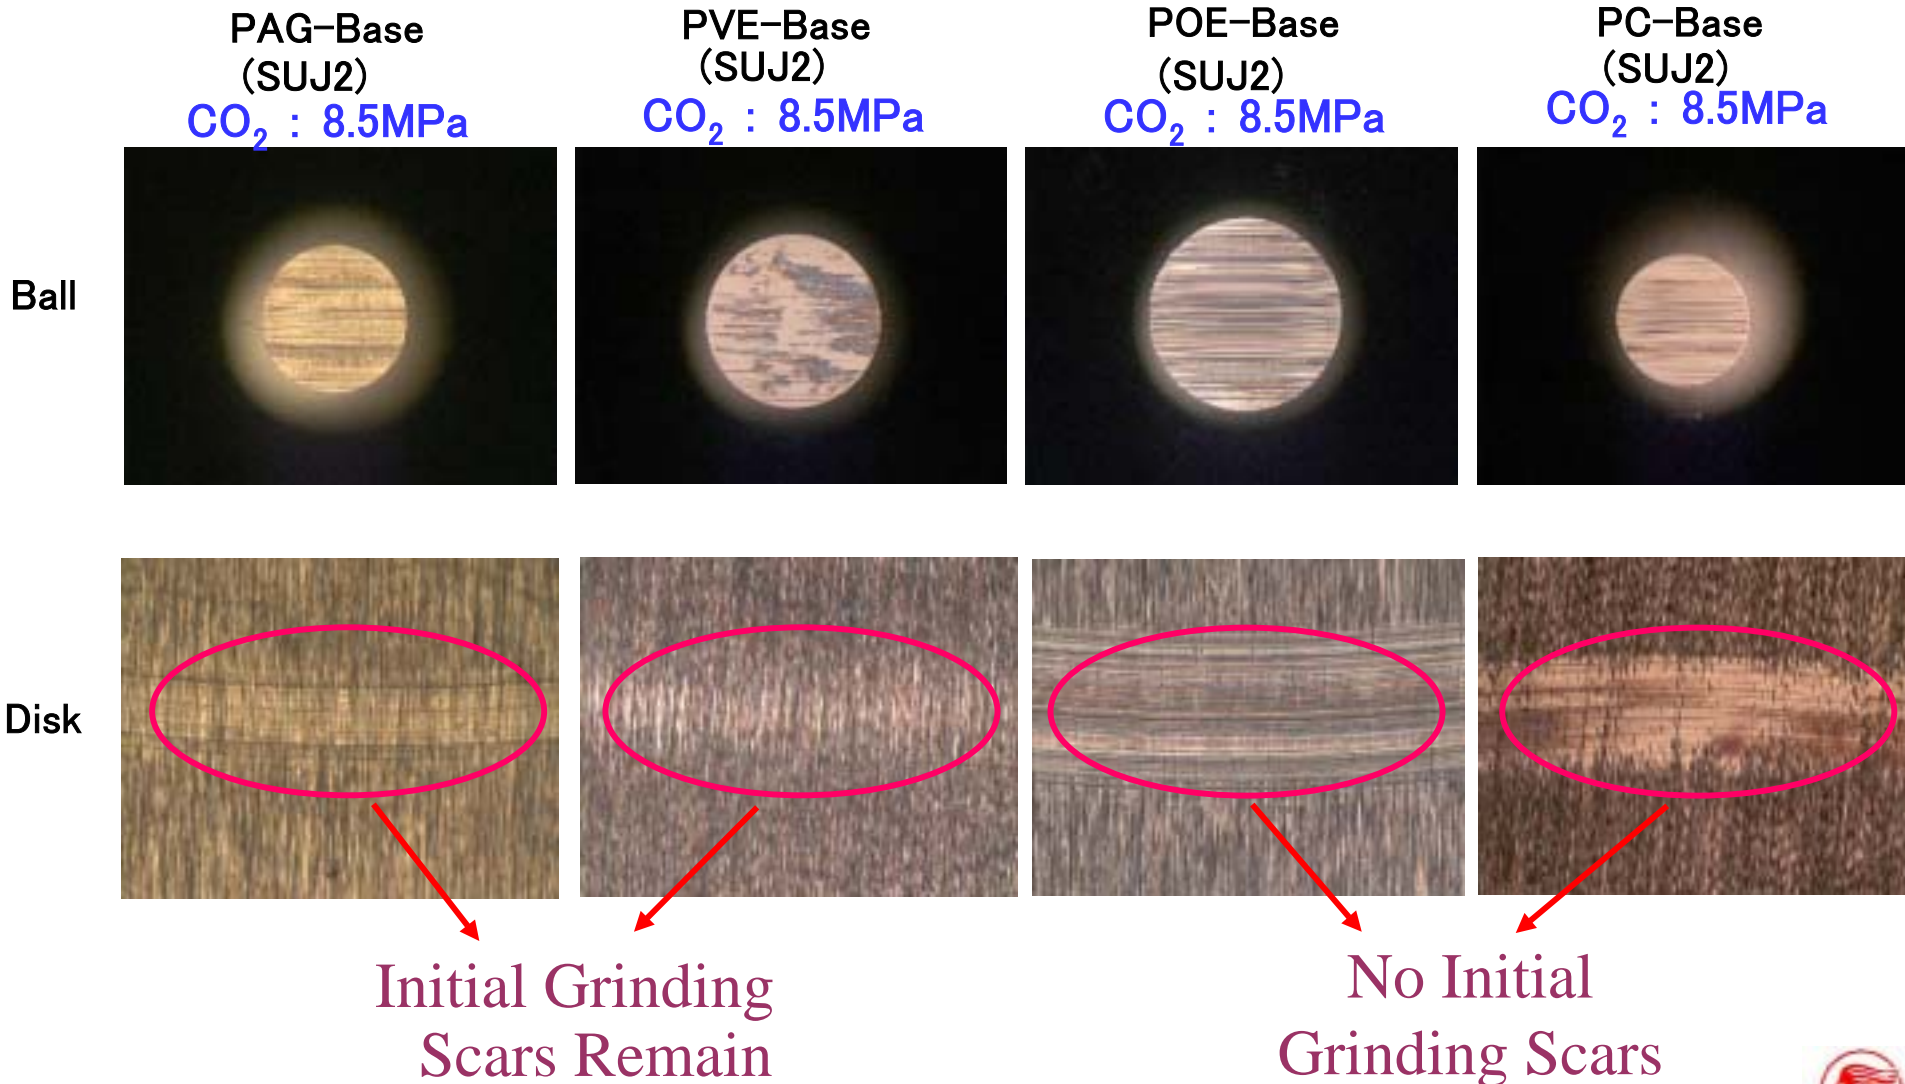 PAG-Base
(SUJ2)
CO₂ : 8.5MPa
PVE-Base
(SUJ2)
CO₂ : 8.5MPa
POE-Base
(SUJ2)
CO₂ : 8.5MPa
PC-Base
(SUJ2)
CO₂ : 8.5MPa
Ball
Disk
Initial Grinding
Scars Remain
No Initial
Grinding Scars